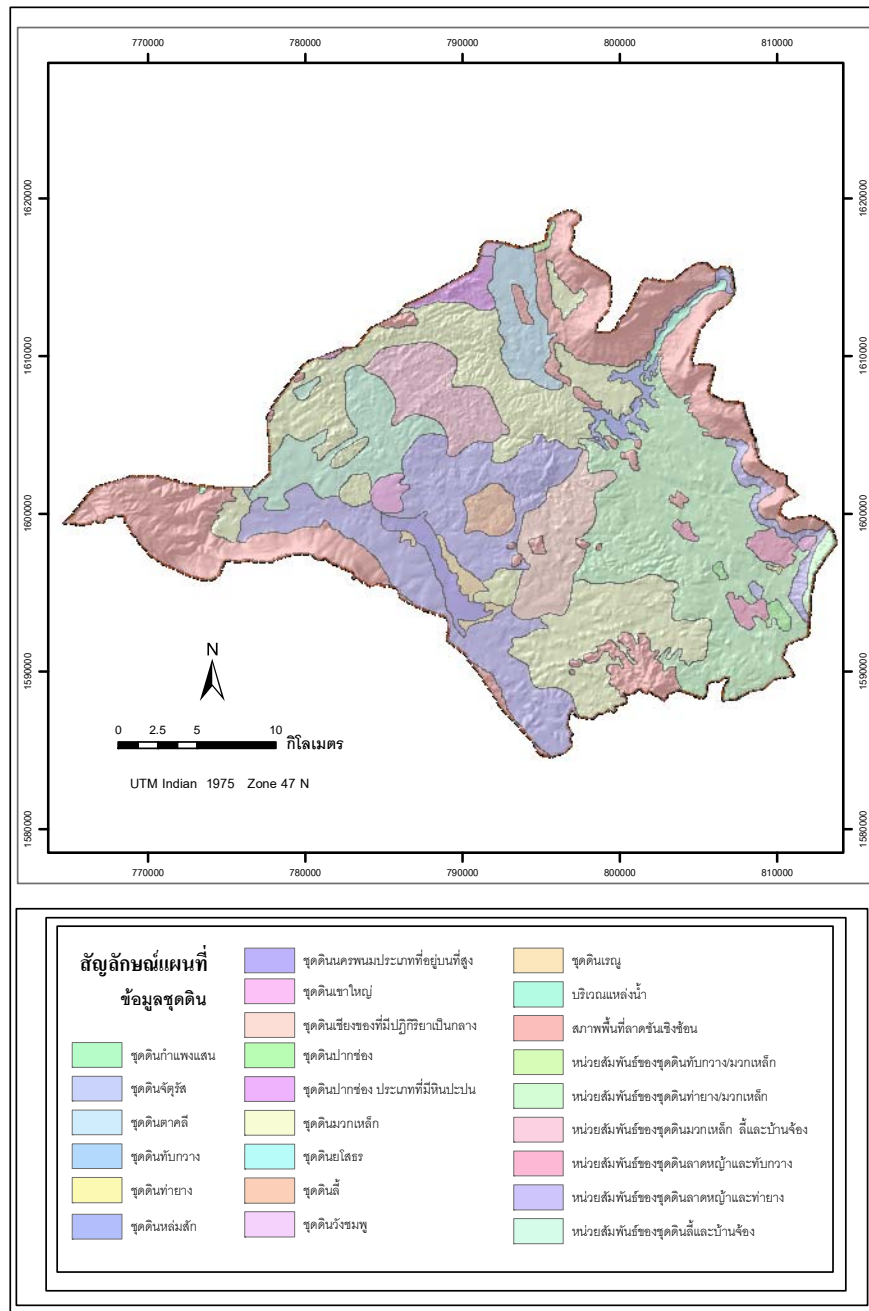 770000 780000 790000 800000 810000
1620000 1620000
1610000 1610000
1600000 1600000
1590000 1590000
1580000 1580000
N
0 2.5 5 10 กิโลเมตร
UTM Indian 1975 Zone 47 N
770000 780000 790000 800000 810000
สัญลักษณ์แผนที่
ข้อมูลชุดดิน
ชุดดินกำแพงแสน
ชุดดินจัตุรัส
ชุดดินตาคลี
ชุดดินทับกวาง
ชุดดินท่ายาง
ชุดดินหล่มสัก
ชุดดินนครพนมประเภทที่อยู่บนที่สูง
ชุดดินเขาใหญ่
ชุดดินเชียงของที่มีปฏิกิริยาเป็นกลาง
ชุดดินปากช่อง
ชุดดินปากช่อง ประเภทที่มีหินปะปน
ชุดดินมวกเหล็ก
ชุดดินยโสธร
ชุดดินลี้
ชุดดินวังชมพู
ชุดดินเรณู
บริเวณแหล่งน้ำ
สภาพพื้นที่ลาดชันเชิงซ้อน
หน่วยสัมพันธ์ของชุดดินทับกวาง/มวกเหล็ก
หน่วยสัมพันธ์ของชุดดินท่ายาง/มวกเหล็ก
หน่วยสัมพันธ์ของชุดดินมวกเหล็ก ลี้และบ้านจ้อง
หน่วยสัมพันธ์ของชุดดินลาดหญ้าและทับกวาง
หน่วยสัมพันธ์ของชุดดินลาดหญ้าและท่ายาง
หน่วยสัมพันธ์ของชุดดินลี้และบ้านจ้อง